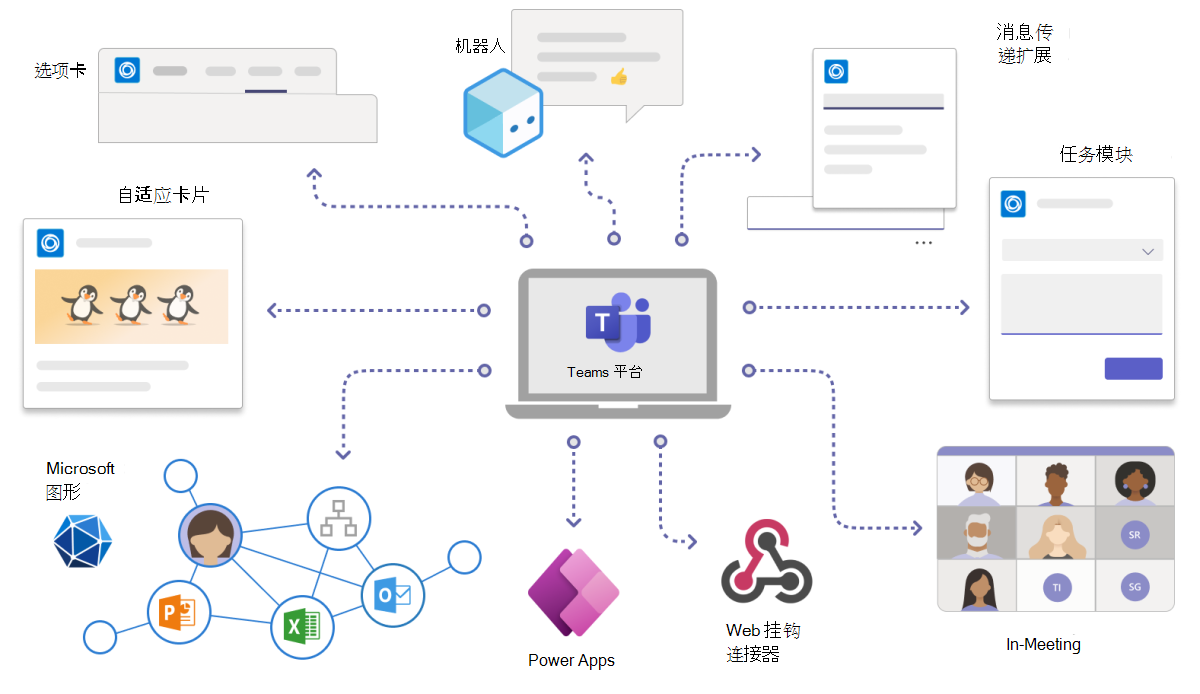 选项卡
机器人
消息传
递扩展
任务模块
自适应卡片
T
Teams 平台
Microsoft
图形
P
X
O
Power Apps
Web 挂钩
连接器
SR
TI
SG
In-Meeting